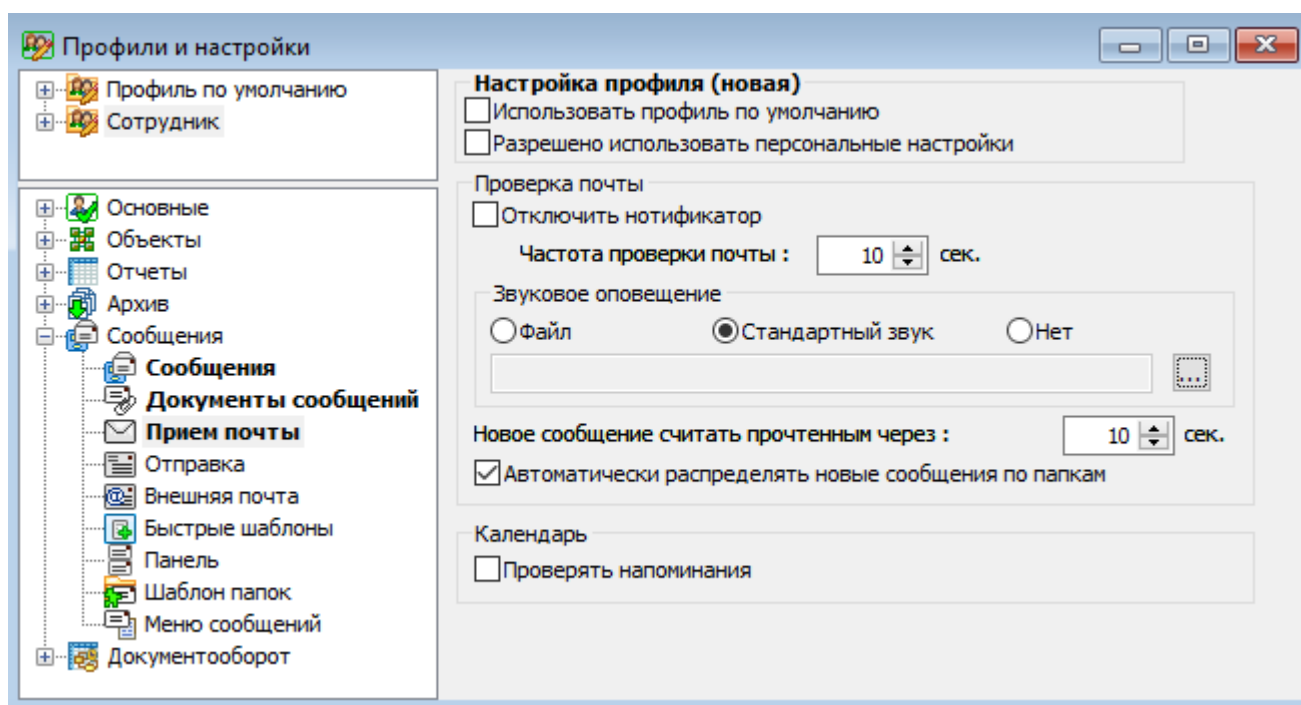 Профили и настройки
Профиль по умолчанию
Сотрудник
Основные
Объекты
Отчеты
Архив
Сообщения
Сообщения
Документы сообщений
Прием почты
Отправка
Внешняя почта
Быстрые шаблоны
Панель
Шаблон папок
Меню сообщений
Документооборот
Настройка профиля (новая)
Использовать профиль по умолчанию
Разрешено использовать персональные настройки
Проверка почты
Отключить нотификатор
Частота проверки почты : 10 сек.
Звуковое оповещение
Файл Стандартный звук Нет
...
Новое сообщение считать прочтенным через : 10 сек.
Автоматически распределять новые сообщения по папкам
Календарь
Проверять напоминания